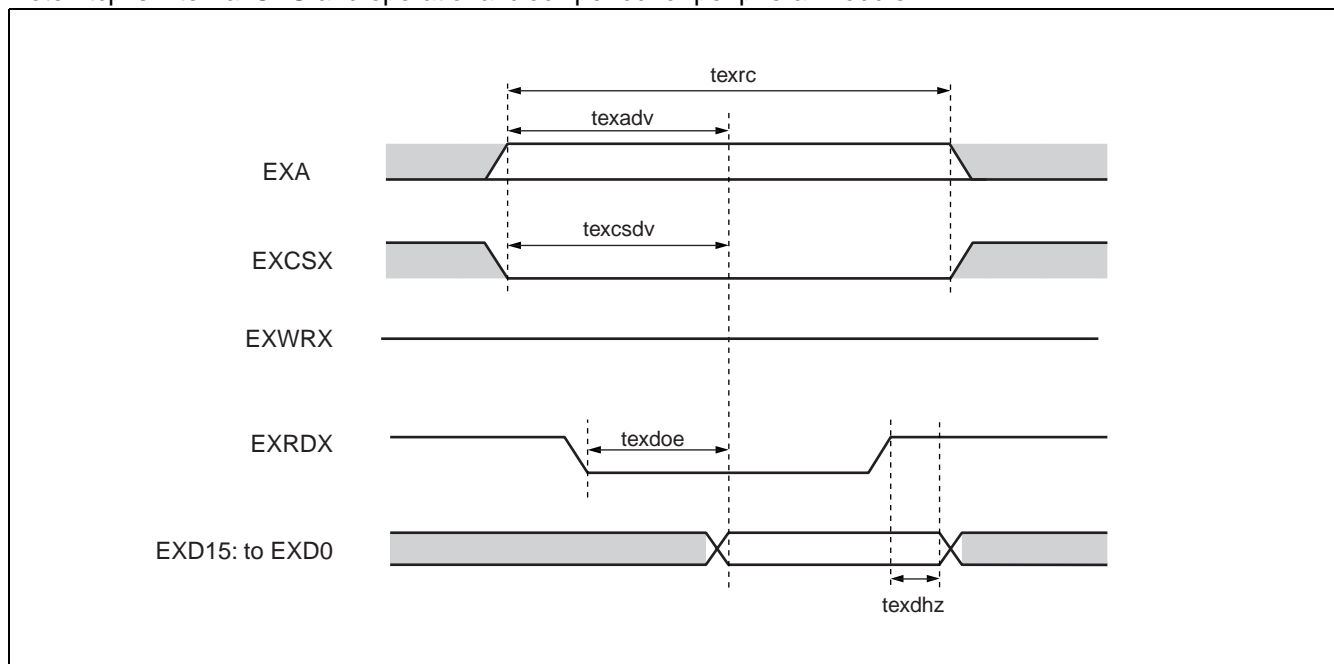 texrc
texadv
EXA
texcsdv
EXCSX
EXWRX
EXRDX
texdoe
EXD15: to EXD0
texdhz